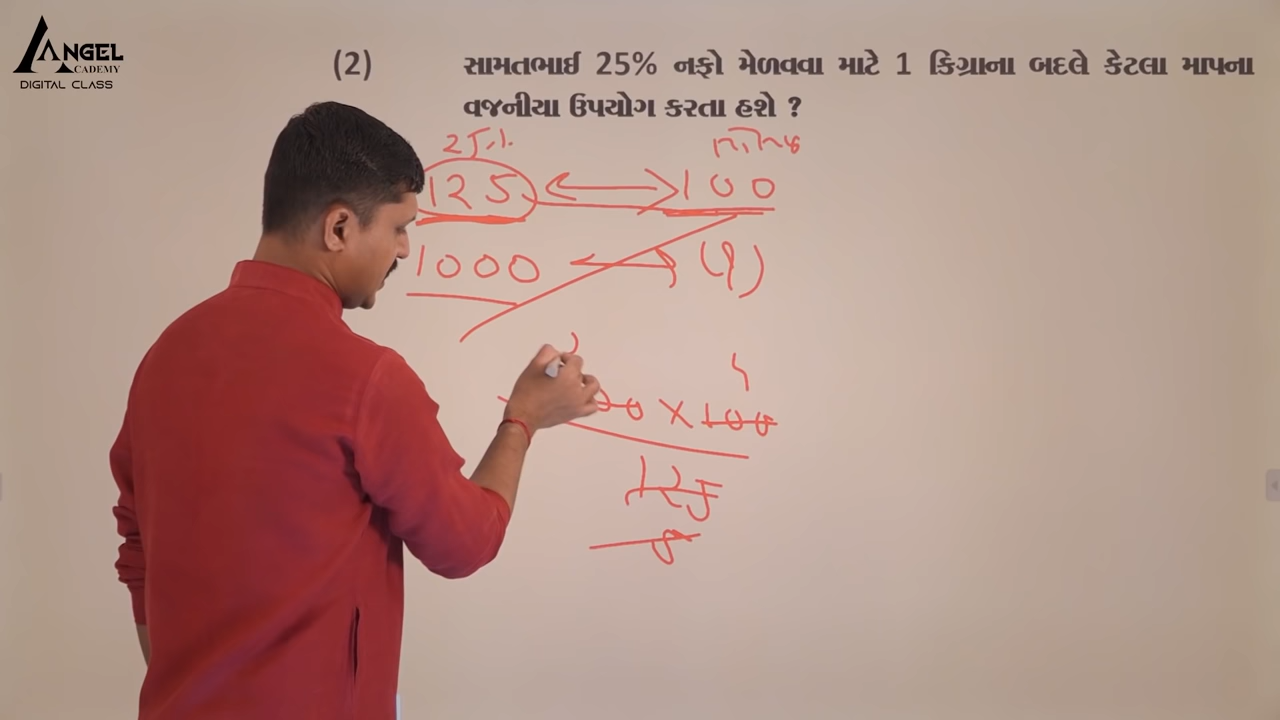 ANGEL
ACADEMY
DIGITAL CLASS
(2) સામતભાઈ 25% નફો મેળવવા માટે 1 કિગ્રાના બદલે કેટલા માપના
વજનીયા ઉપયોગ કરતા હશે ?
25%
125 100
1000 (?)
00 × 100
125